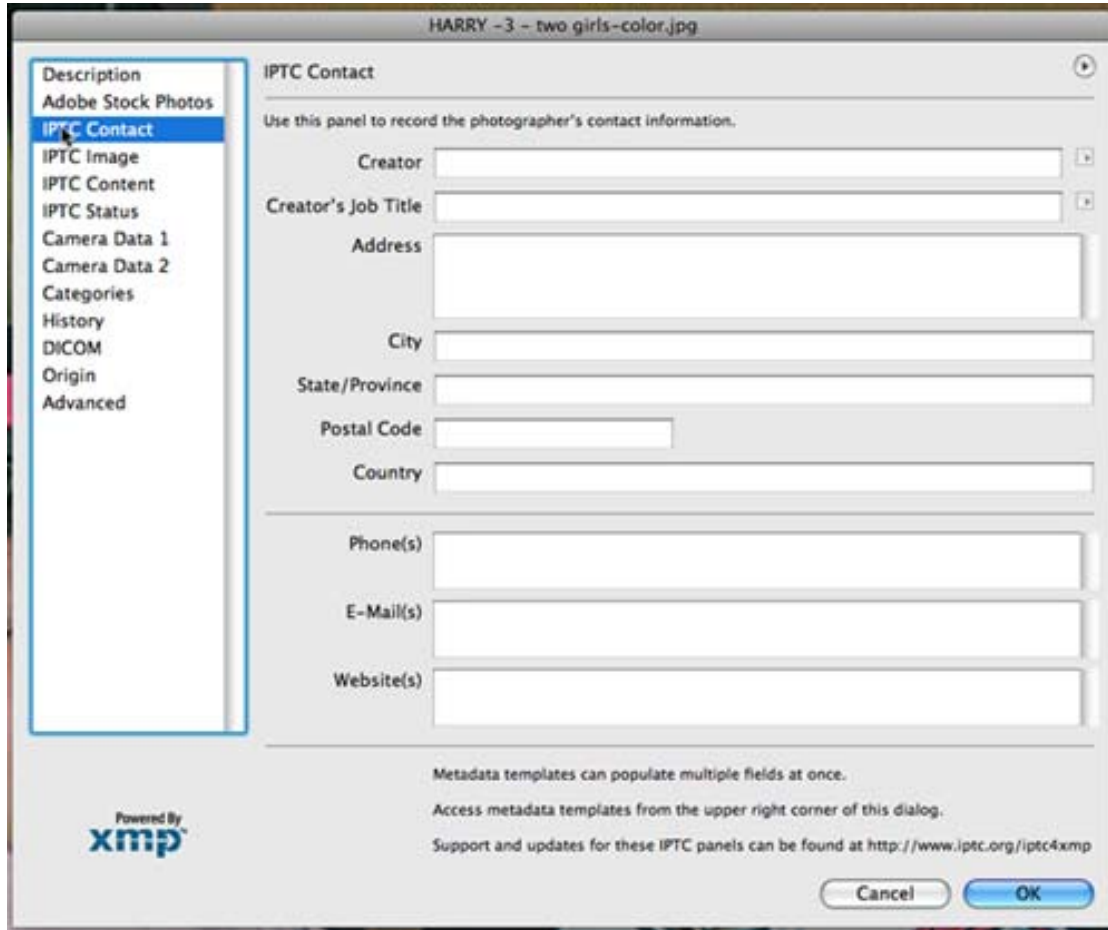 HARRY -3 - two girls-color.jpg
Description
Adobe Stock Photos
IPTC Contact
IPTC Image
IPTC Content
IPTC Status
Camera Data 1
Camera Data 2
Categories
History
DICOM
Origin
Advanced
IPTC Contact
Use this panel to record the photographer's contact information.
Creator
Creator's Job Title
Address
City
State/Province
Postal Code
Country
Phone(s)
E-Mail(s)
Website(s)
Metadata templates can populate multiple fields at once.
Access metadata templates from the upper right corner of this dialog.
Support and updates for these IPTC panels can be found at http://www.iptc.org/iptc4xmp
Powered By
xmp
Cancel
OK